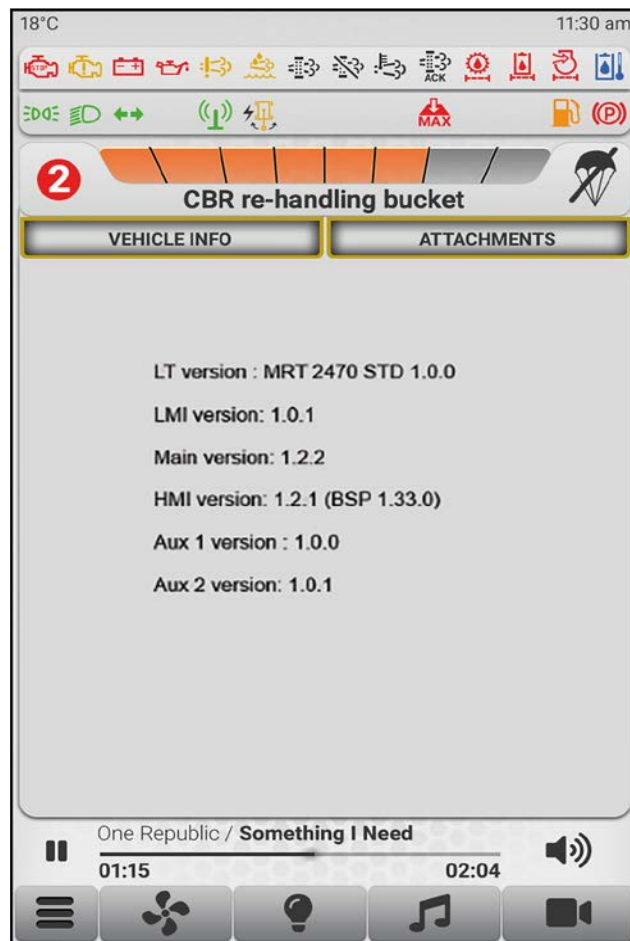 18°C 11:30 am
STOP
ACK
MAX
P
2
CBR re-handling bucket
VEHICLE INFO ATTACHMENTS
LT version : MRT 2470 STD 1.0.0
LMI version: 1.0.1
Main version: 1.2.2
HMI version: 1.2.1 (BSP 1.33.0)
Aux 1 version : 1.0.0
Aux 2 version: 1.0.1
One Republic / Something I Need
01:15 02:04